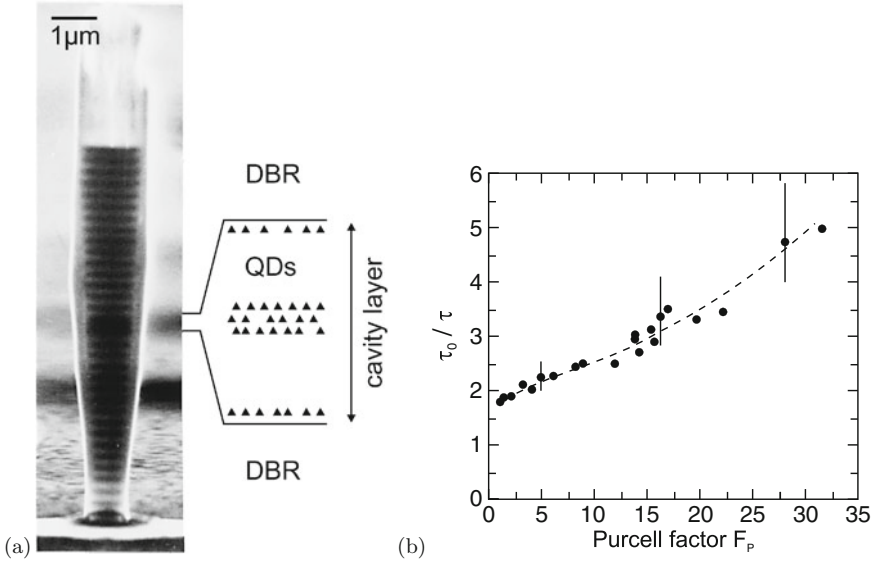 1μm
DBR
QDs
cavity layer
DBR
(a)
τ₀ / τ
6
5
4
3
2
1
0
0 5 10 15 20 25 30 35
Purcell factor Fₚ
(b)